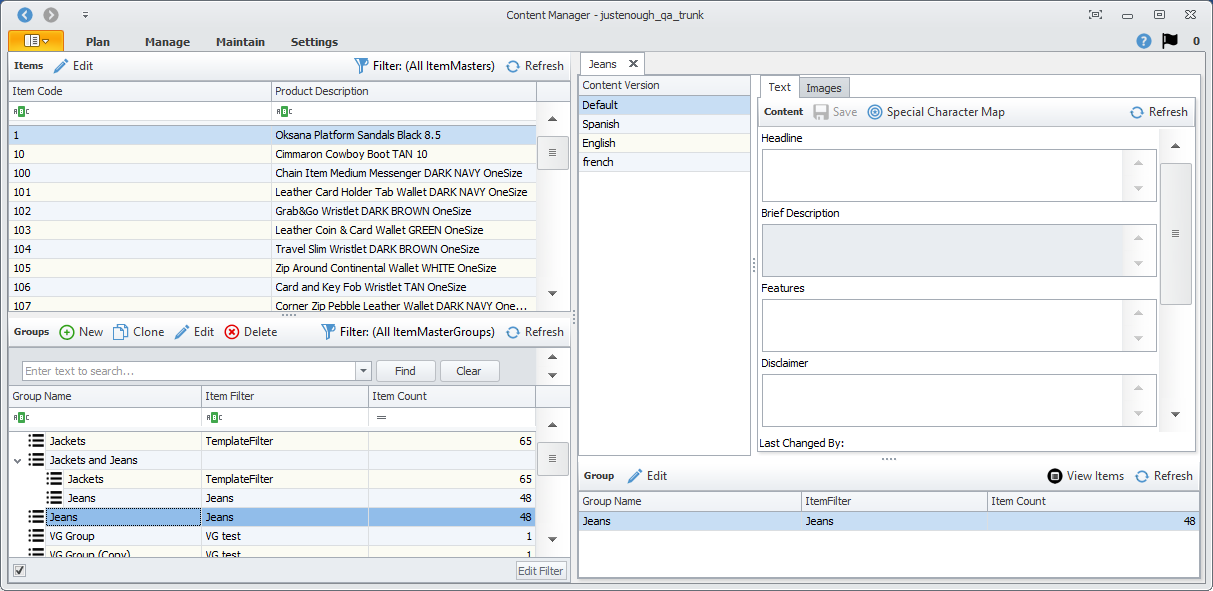 Content Manager - justenough_qa_trunk
Plan Manage Maintain Settings
? 0
Items Edit Filter: (All ItemMasters) Refresh
Item Code Product Description
ABC ABC
1 Oksana Platform Sandals Black 8.5
10 Cimmaron Cowboy Boot TAN 10
100 Chain Item Medium Messenger DARK NAVY OneSize
101 Leather Card Holder Tab Wallet DARK NAVY OneSize
102 Grab&Go Wristlet DARK BROWN OneSize
103 Leather Coin & Card Wallet GREEN OneSize
104 Travel Slim Wristlet DARK BROWN OneSize
105 Zip Around Continental Wallet WHITE OneSize
106 Card and Key Fob Wristlet TAN OneSize
107 Corner Zip Pebble Leather Wallet DARK NAVY One...
Groups New Clone Edit Delete Filter: (All ItemMasterGroups) Refresh
Enter text to search... Find Clear
Group Name Item Filter Item Count
ABC ABC =
Jackets TemplateFilter 65
Jackets and Jeans
Jackets TemplateFilter 65
Jeans Jeans 48
Jeans Jeans 48
VG Group VG test 1
VG Group (Copy) VG test 1
Edit Filter
Jeans
Content Version
Default
Spanish
English
french
Text Images
Content Save Special Character Map Refresh
Headline
Brief Description
Features
Disclaimer
Last Changed By:
Group Edit View Items Refresh
Group Name ItemFilter Item Count
Jeans Jeans 48